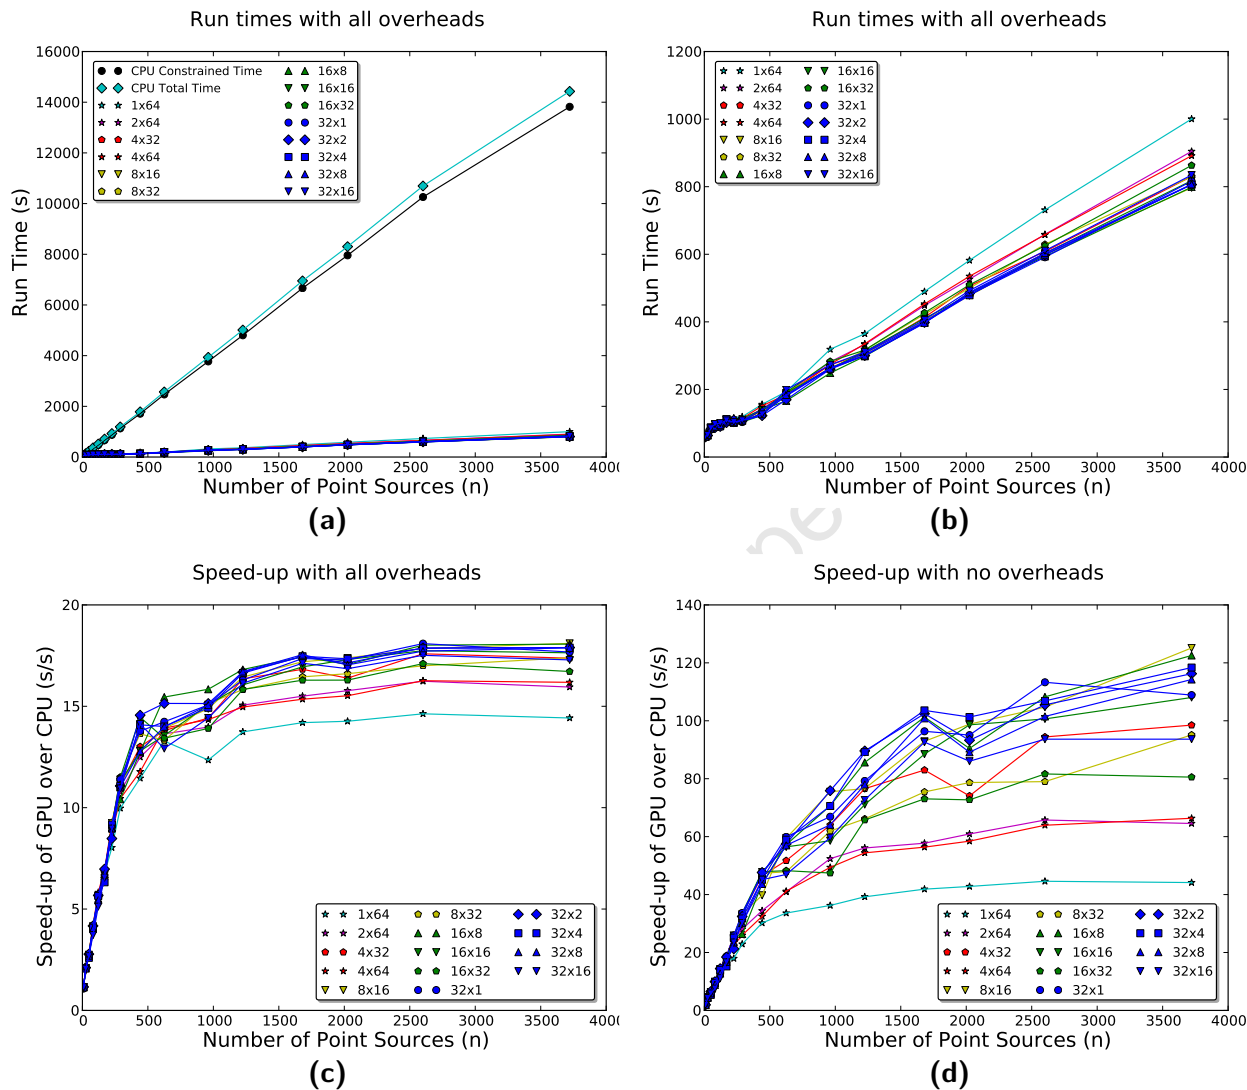 Run times with all overheads
16000
14000
12000
10000
8000
6000
4000
2000
0
Run Time (s)
CPU Constrained Time
CPU Total Time
1x64
2x64
4x32
4x64
8x16
8x32
16x8
16x16
16x32
32x1
32x2
32x4
32x8
32x16
0 500 1000 1500 2000 2500 3000 3500 4000
Number of Point Sources (n)
(a)
Run times with all overheads
1200
1000
800
600
400
200
0
Run Time (s)
1x64
2x64
4x32
4x64
8x16
8x32
16x8
16x16
16x32
32x1
32x2
32x4
32x8
32x16
0 500 1000 1500 2000 2500 3000 3500 4000
Number of Point Sources (n)
(b)
pe
Speed-up with all overheads
20
15
10
5
0
Speed-up of GPU over CPU (s/s)
1x64
2x64
4x32
4x64
8x16
8x32
16x8
16x16
16x32
32x1
32x2
32x4
32x8
32x16
0 500 1000 1500 2000 2500 3000 3500 4000
Number of Point Sources (n)
(c)
Speed-up with no overheads
140
120
100
80
60
40
20
0
Speed-up of GPU over CPU (s/s)
1x64
2x64
4x32
4x64
8x16
8x32
16x8
16x16
16x32
32x1
32x2
32x4
32x8
32x16
0 500 1000 1500 2000 2500 3000 3500 4000
Number of Point Sources (n)
(d)